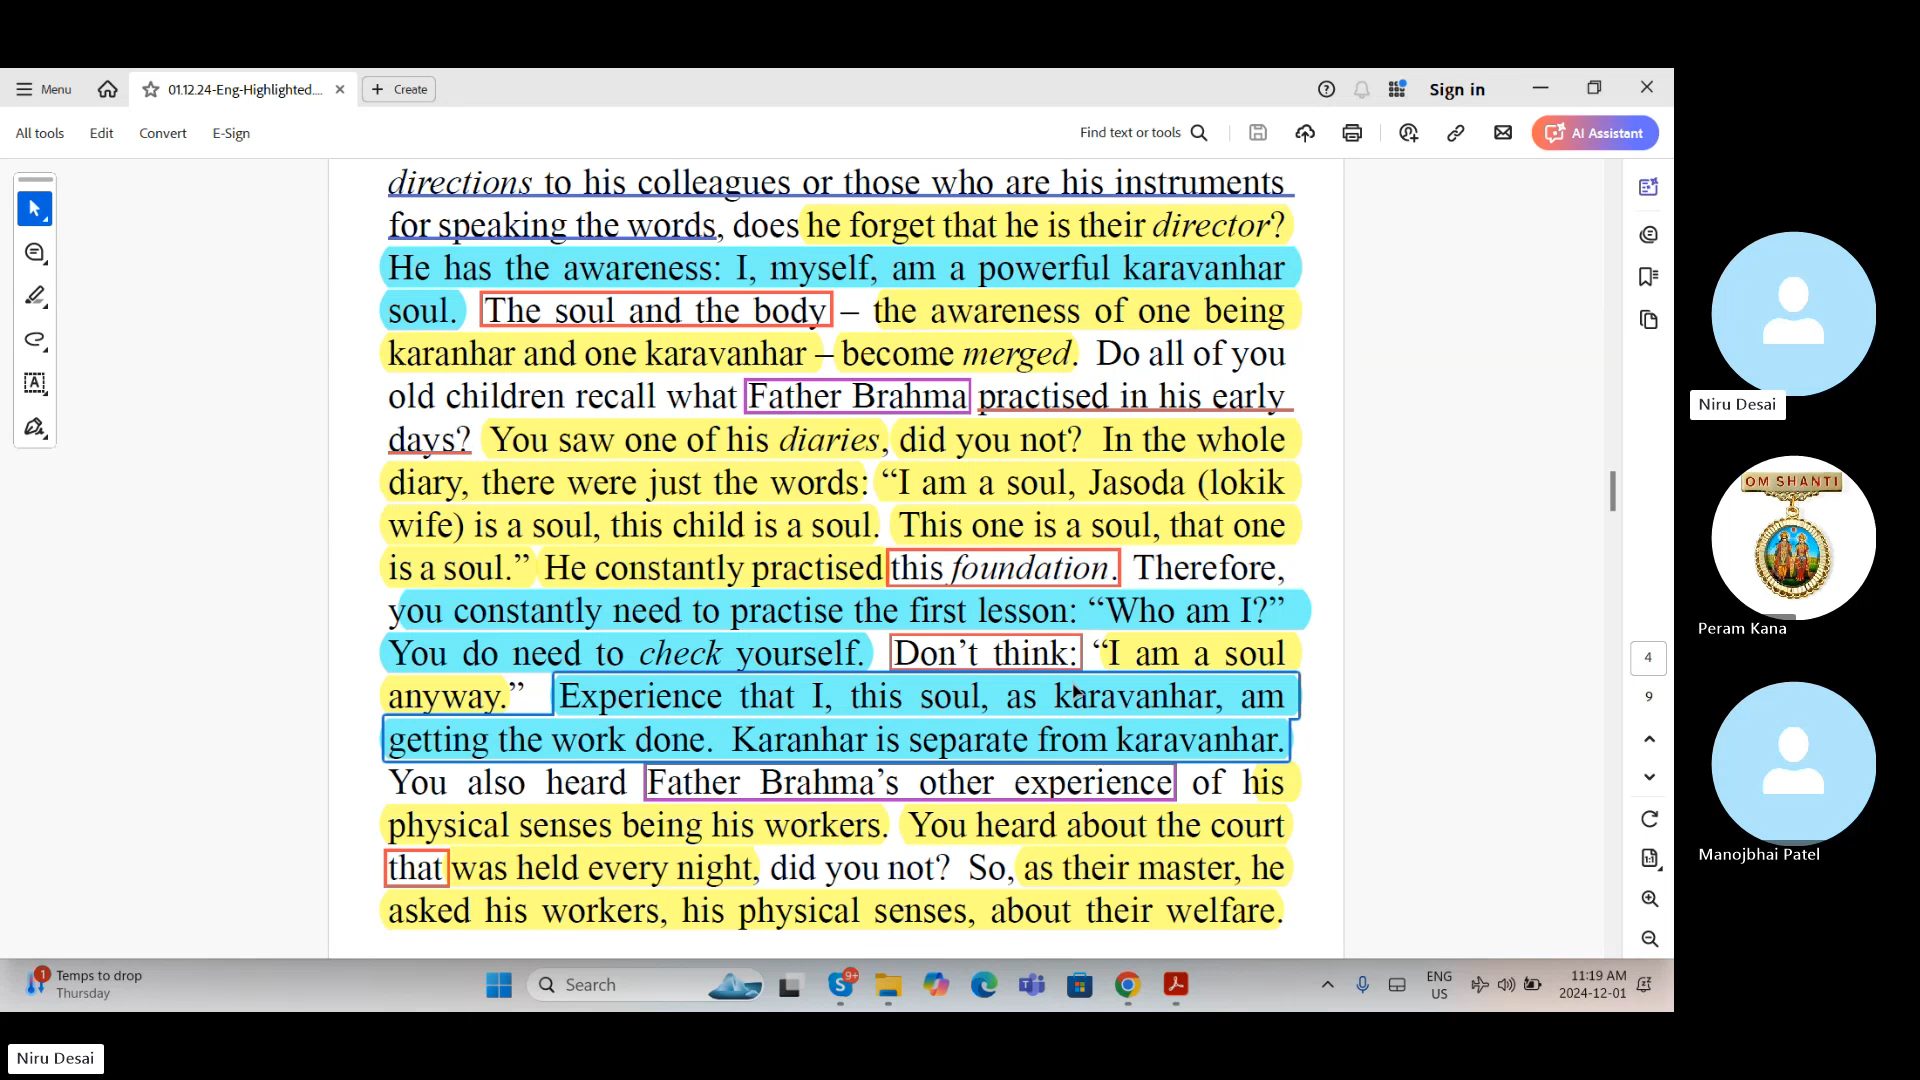 Menu
01.12.24-Eng-Highlighted....
Create
Sign in
All tools
Edit
Convert
E-Sign
Find text or tools
AI Assistant
directions to his colleagues or those who are his instruments
for speaking the words, does he forget that he is their director?
He has the awareness: I, myself, am a powerful karavanhar
soul. The soul and the body – the awareness of one being
karanhar and one karavanhar – become merged. Do all of you
old children recall what Father Brahma practised in his early
days? You saw one of his diaries, did you not? In the whole
diary, there were just the words: “I am a soul, Jasoda (lokik
wife) is a soul, this child is a soul. This one is a soul, that one
is a soul.” He constantly practised this foundation. Therefore,
you constantly need to practise the first lesson: “Who am I?”
You do need to check yourself. Don’t think: “I am a soul
anyway.” Experience that I, this soul, as karavanhar, am
getting the work done. Karanhar is separate from karavanhar.
You also heard Father Brahma’s other experience of his
physical senses being his workers. You heard about the court
that was held every night, did you not? So, as their master, he
asked his workers, his physical senses, about their welfare.
4
9
1:1
Niru Desai
OM SHANTI
Peram Kana
Manojbhai Patel
1
Temps to drop
Thursday
Search
9+
ENG
US
11:19 AM
2024-12-01
Niru Desai